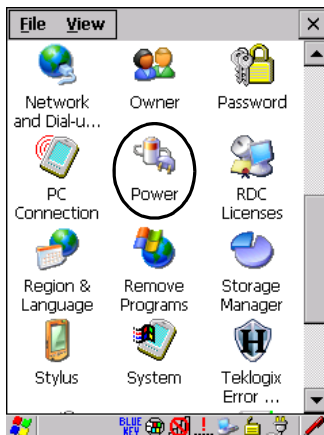 File View
Network and Dial-u...
Owner
Password
PC Connection
Power
RDC Licenses
Region & Language
Remove Programs
Storage Manager
Stylus
System
Teklogix Error ...
H
BLUE KEY